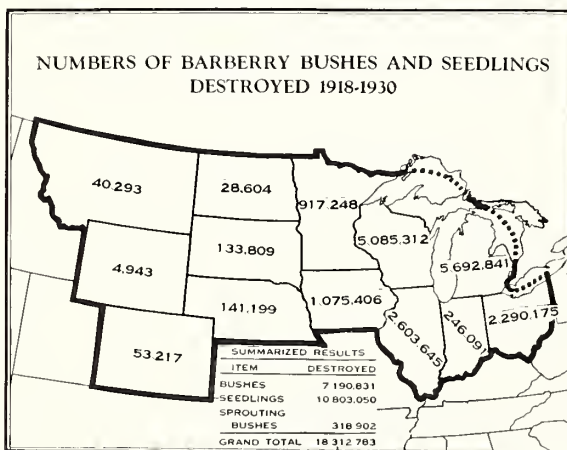 NUMBERS OF BARBERRY BUSHES AND SEEDLINGS
DESTROYED 1918-1930
40.293
28.604
917.248
5.085.312
5.692.841
4.943
133.809
141.199
1.075.406
2.603.645
246.091
2.290.175
53.217
SUMMARIZED RESULTS
ITEM DESTROYED
BUSHES 7 190.831
SEEDLINGS 10 803.050
SPROUTING
BUSHES 318 902
GRAND TOTAL 18 312 783